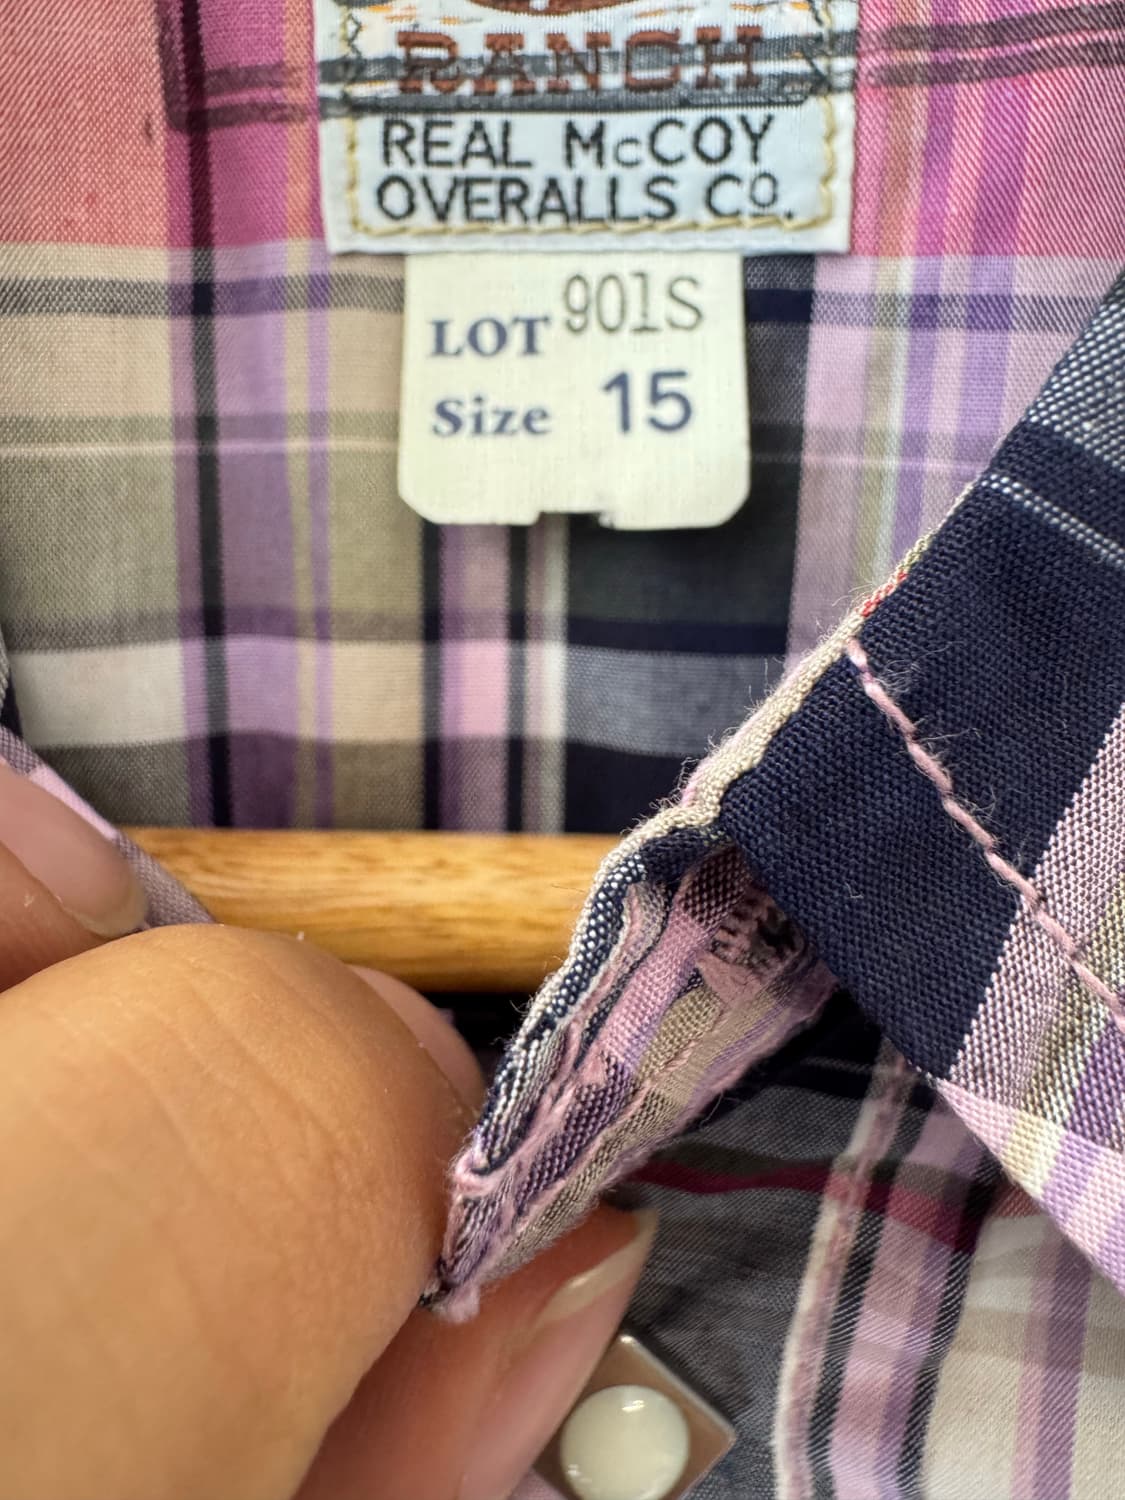 RANCH
REAL McCOY
OVERALLS Co.
LOT 901S
Size 15